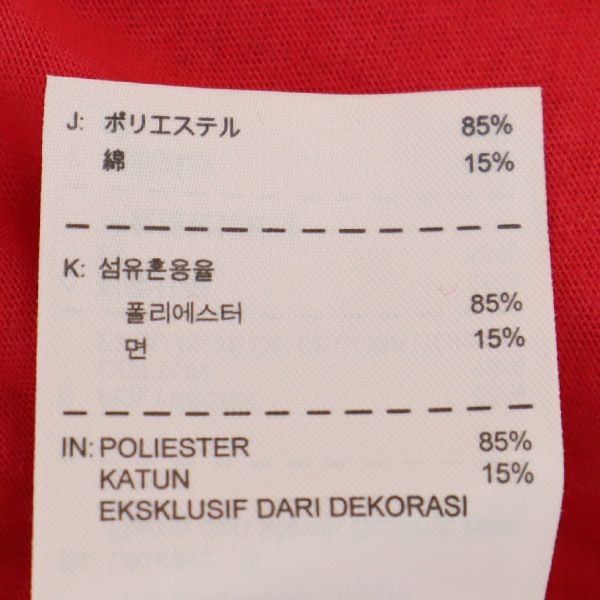 J: ポリエステル 85%
綿 15%
K: 섬유혼용율
폴리에스터 85%
면 15%
IN: POLIESTER 85%
KATUN 15%
EKSKLUSIF DARI DEKORASI